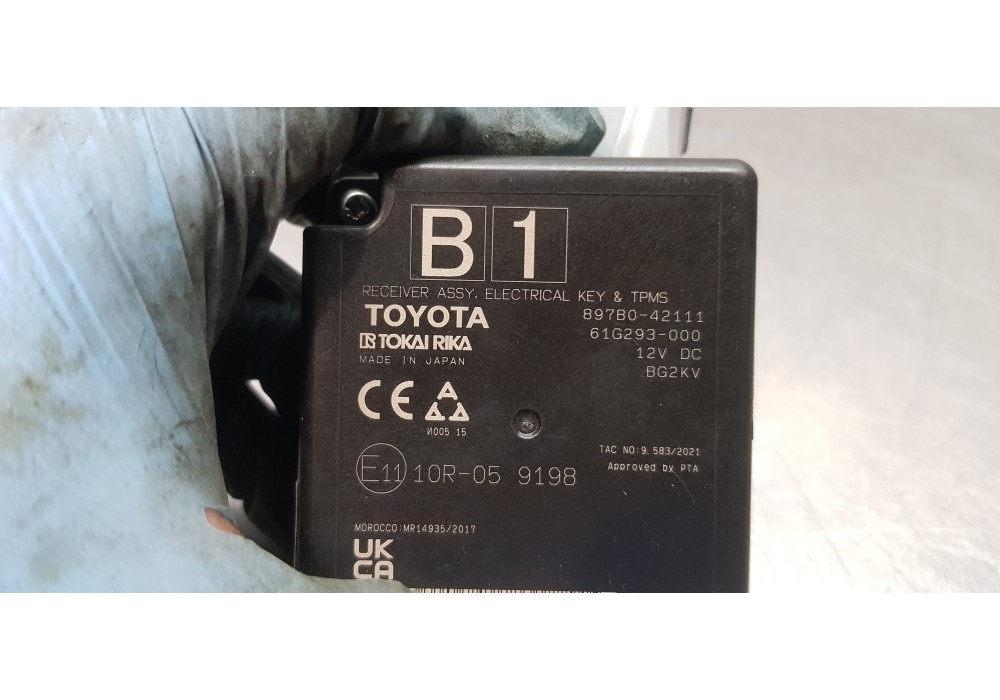 B 1
RECEIVER ASSY, ELECTRICAL KEY & TPMS
TOYOTA
897B0-42111
TOKAI RIKA
61G293-000
MADE IN JAPAN
12V DC
BG2KV
CE
И005 15
TAC NO:9.583/2021
Approved by PTA
E11 10R-05 9198
MOROCCO:MR14935/2017
UK
CA